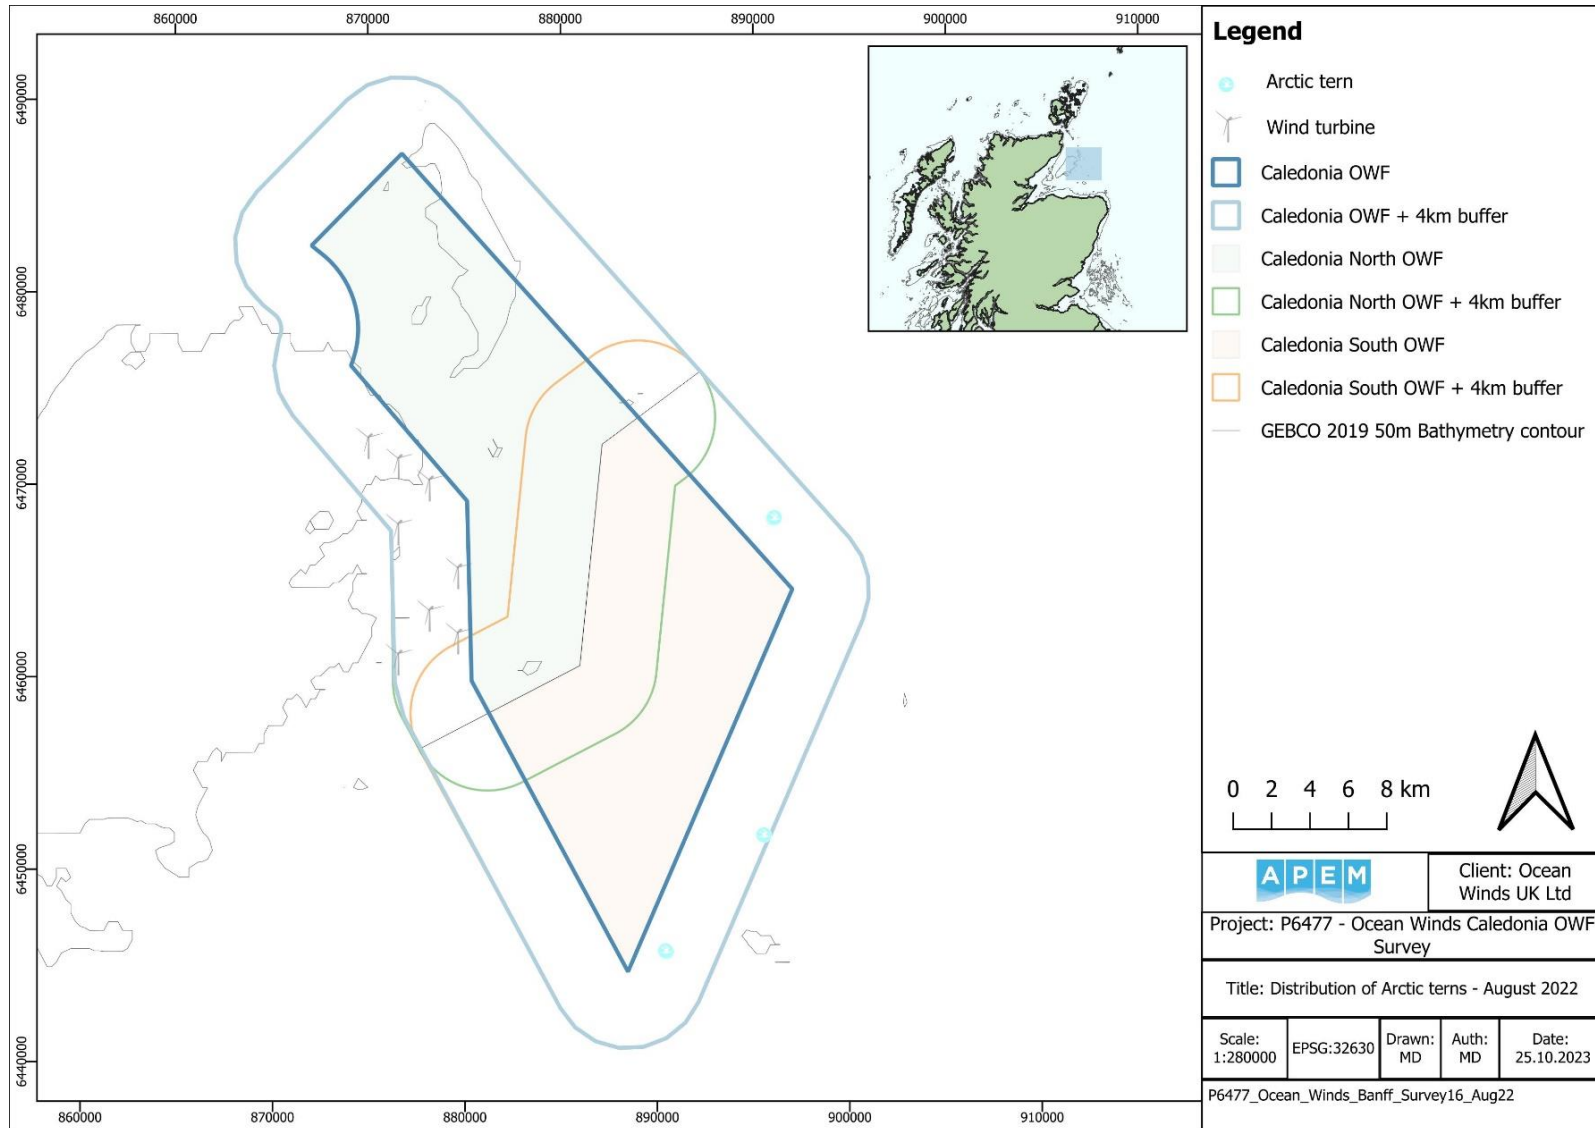 860000 870000 880000 890000 900000 910000
6490000
6480000
6470000
6460000
6450000
6440000
860000 870000 880000 890000 900000 910000
Legend
Arctic tern
Wind turbine
Caledonia OWF
Caledonia OWF + 4km buffer
Caledonia North OWF
Caledonia North OWF + 4km buffer
Caledonia South OWF
Caledonia South OWF + 4km buffer
GEBCO 2019 50m Bathymetry contour
0 2 4 6 8 km
APEM
Client: Ocean
Winds UK Ltd
Project: P6477 - Ocean Winds Caledonia OWF
Survey
Title: Distribution of Arctic terns - August 2022
Scale:
1:280000
EPSG:32630
Drawn:
MD
Auth:
MD
Date:
25.10.2023
P6477_Ocean_Winds_Banff_Survey16_Aug22